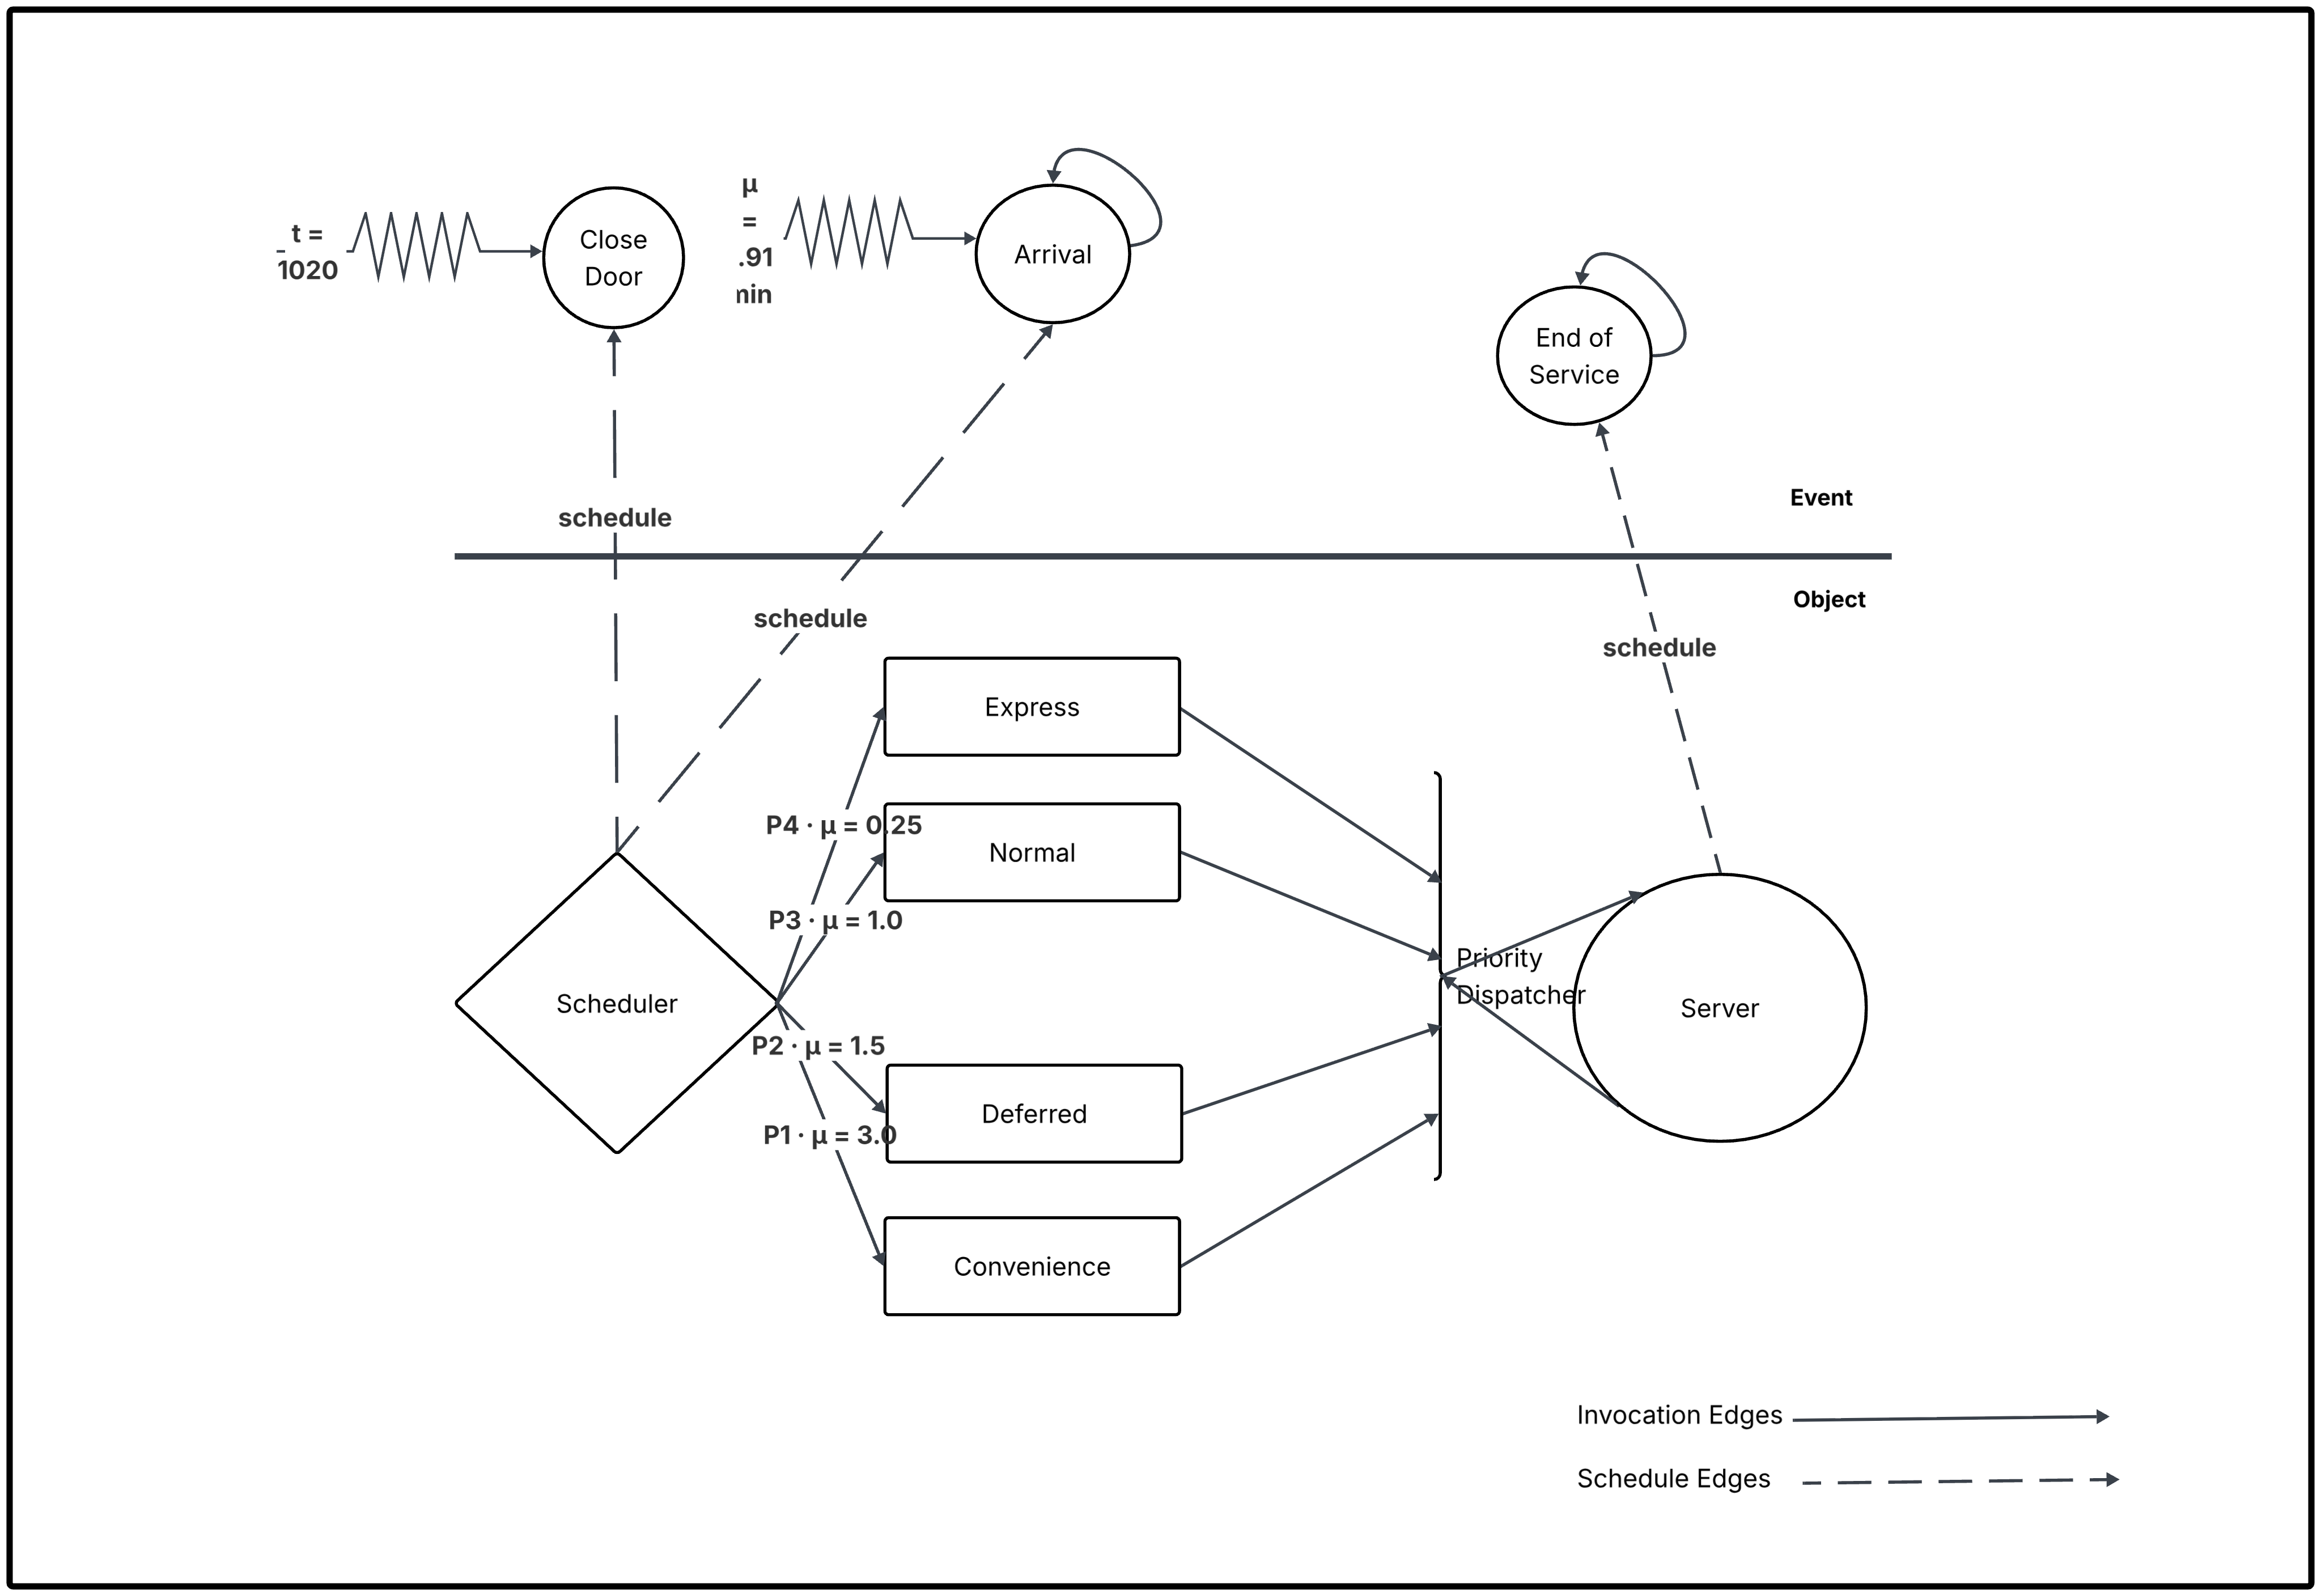 t =
1020
Close
Door
µ
=
.91
Arrival
End of
Service
Event
schedule
Object
schedule
schedule
Express
P4 · µ = 0.25
Normal
P3 · µ = 1.0
Priority
Dispatcher
Scheduler
Server
P2 · µ = 1.5
Deferred
P1 · µ = 3.0
Convenience
Invocation Edges
Schedule Edges